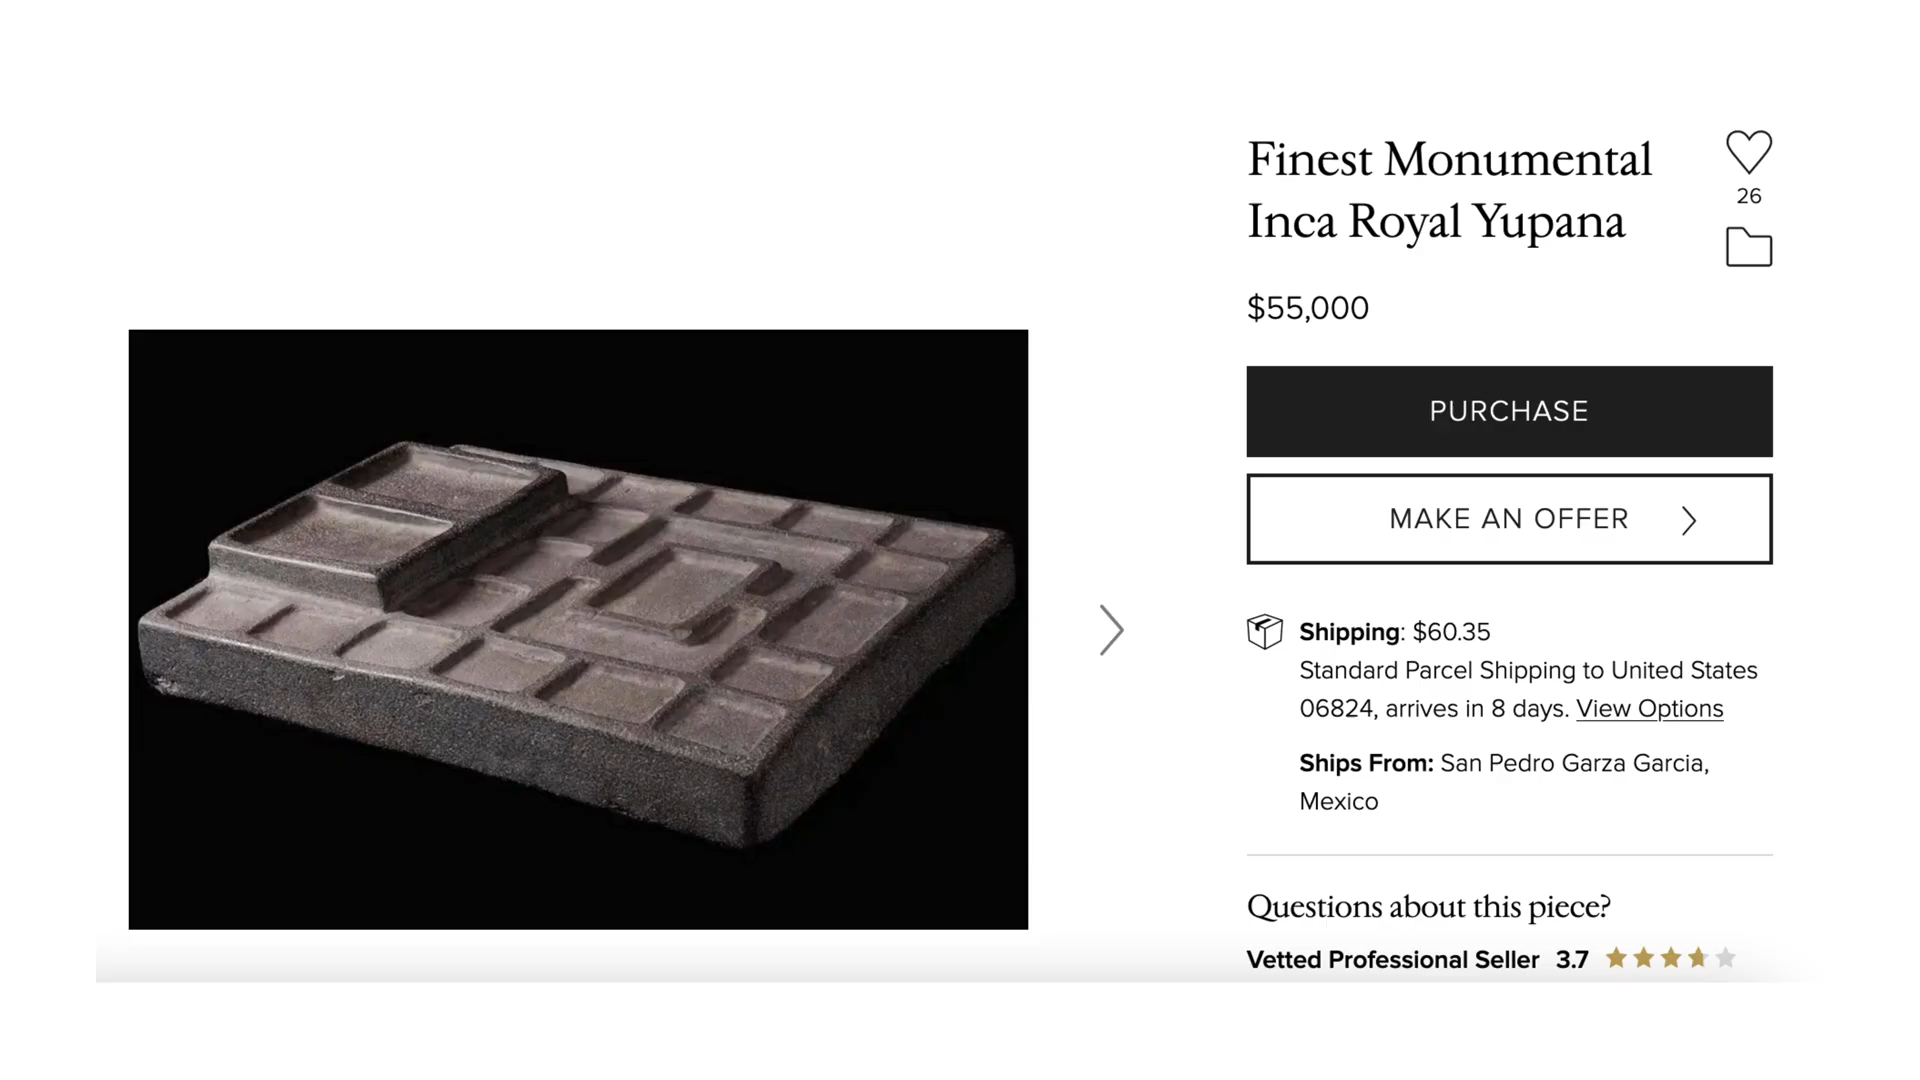 Finest Monumental
Inca Royal Yupana
26
$55,000
PURCHASE
MAKE AN OFFER
Shipping: $60.35
Standard Parcel Shipping to United States
06824, arrives in 8 days. View Options
Ships From: San Pedro Garza Garcia,
Mexico
Questions about this piece?
Vetted Professional Seller 3.7